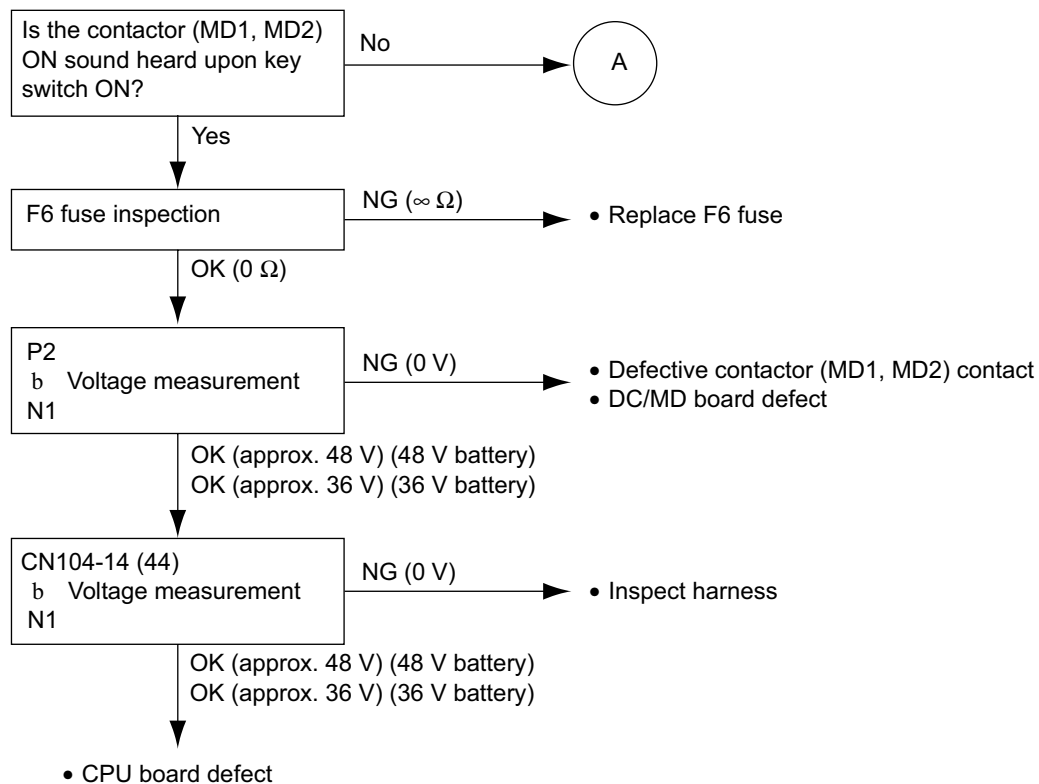 Is the contactor (MD1, MD2)
ON sound heard upon key
switch ON?
No
A
Yes
F6 fuse inspection
NG (∞ Ω)
• Replace F6 fuse
OK (0 Ω)
P2
b Voltage measurement
N1
NG (0 V)
• Defective contactor (MD1, MD2) contact
• DC/MD board defect
OK (approx. 48 V) (48 V battery)
OK (approx. 36 V) (36 V battery)
CN104-14 (44)
b Voltage measurement
N1
NG (0 V)
• Inspect harness
OK (approx. 48 V) (48 V battery)
OK (approx. 36 V) (36 V battery)
• CPU board defect